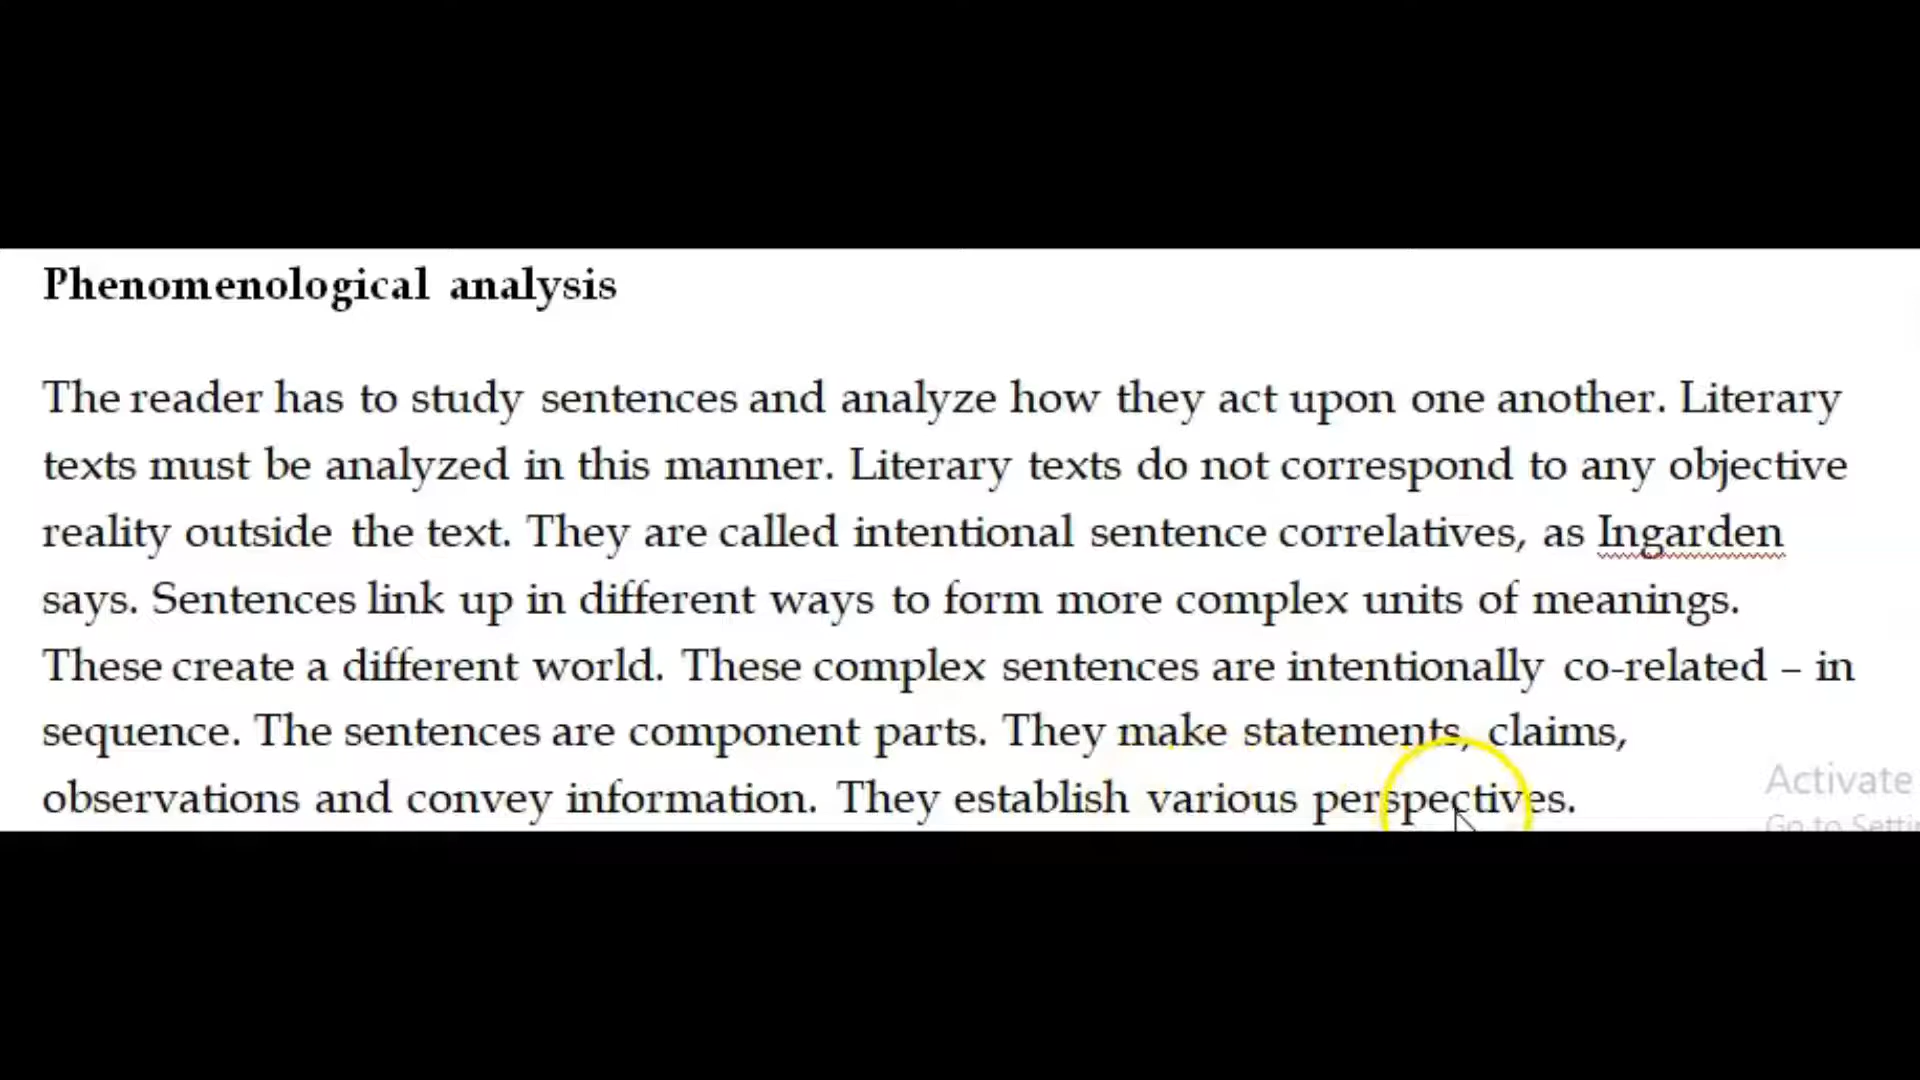 Phenomenological analysis
The reader has to study sentences and analyze how they act upon one another. Literary
texts must be analyzed in this manner. Literary texts do not correspond to any objective
reality outside the text. They are called intentional sentence correlatives, as Ingarden
says. Sentences link up in different ways to form more complex units of meanings.
These create a different world. These complex sentences are intentionally co-related – in
sequence. The sentences are component parts. They make statements, claims,
observations and convey information. They establish various perspectives.
Activate
Go to Setti